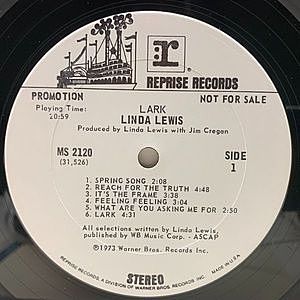 r
REPRISE RECORDS
PROMOTION
NOT FOR SALE
Playing Time:
20:59
LARK
LINDA LEWIS
Produced by Linda Lewis with Jim Cregan
MS 2120
(31,526)
SIDE
1
1. SPRING SONG 2:08
2. REACH FOR THE TRUTH 4:48
3. IT'S THE FRAME 3:38
4. FEELING FEELING 3:04
5. WHAT ARE YOU ASKING ME FOR 2:50
6. LARK 4:31
All selections written by Linda Lewis,
published by WB Music Corp. - ASCAP
©1973 Warner Bros. Records Inc.
STEREO
REPRISE RECORDS, A DIVISION OF WARNER BROS. RECORDS INC. MADE IN U.S.A.